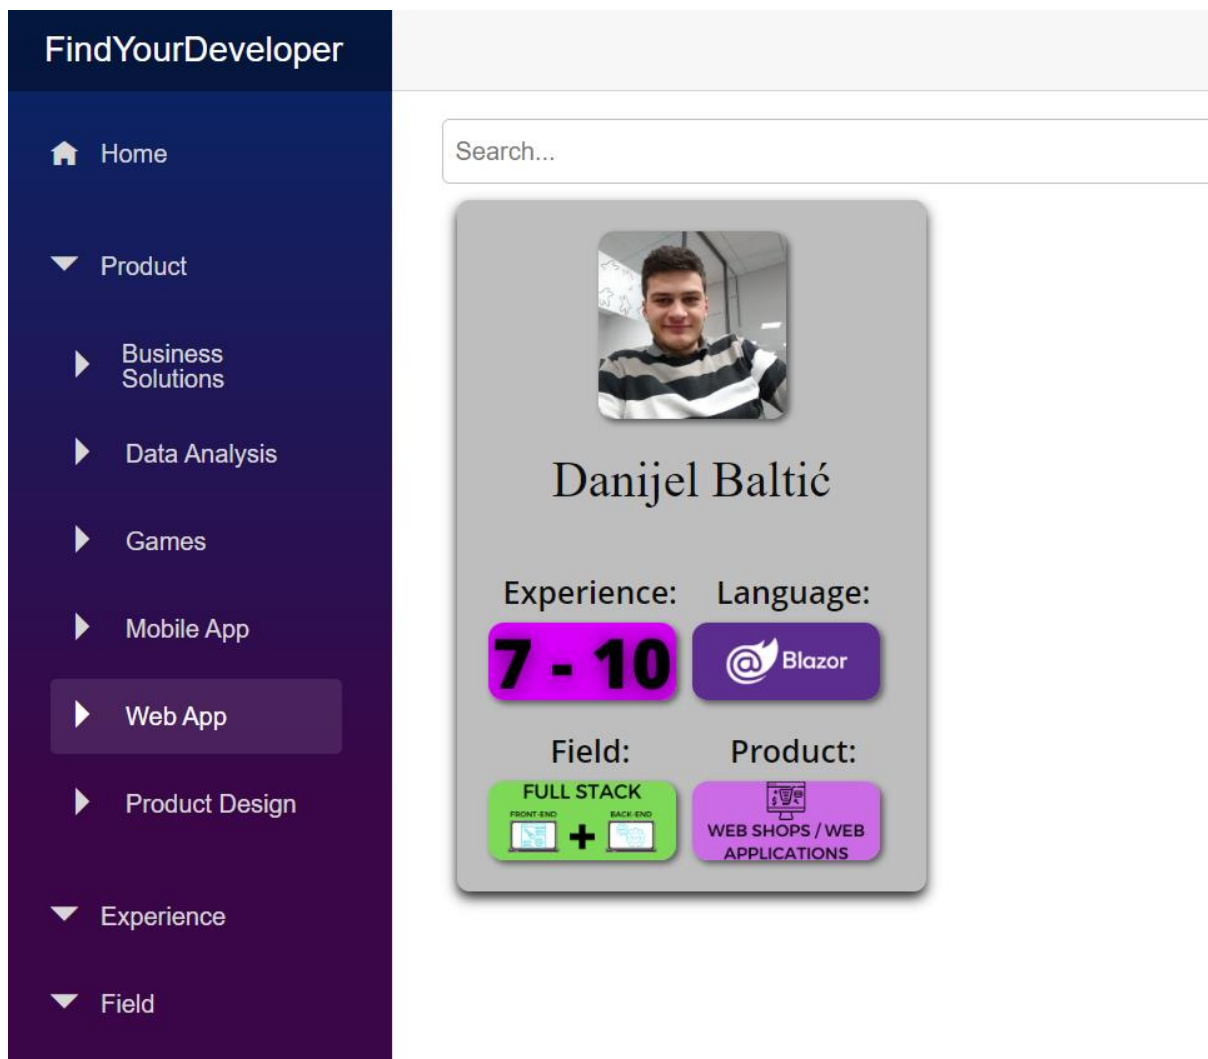 FindYourDeveloper
Home
Product
Business
Solutions
Data Analysis
Games
Mobile App
Web App
Product Design
Experience
Field
Search...
Danijel Baltić
Experience:
Language:
7 - 10
@ Blazor
Field:
Product:
FULL STACK
FRONT-END
+
BACK-END
WEB SHOPS / WEB
APPLICATIONS